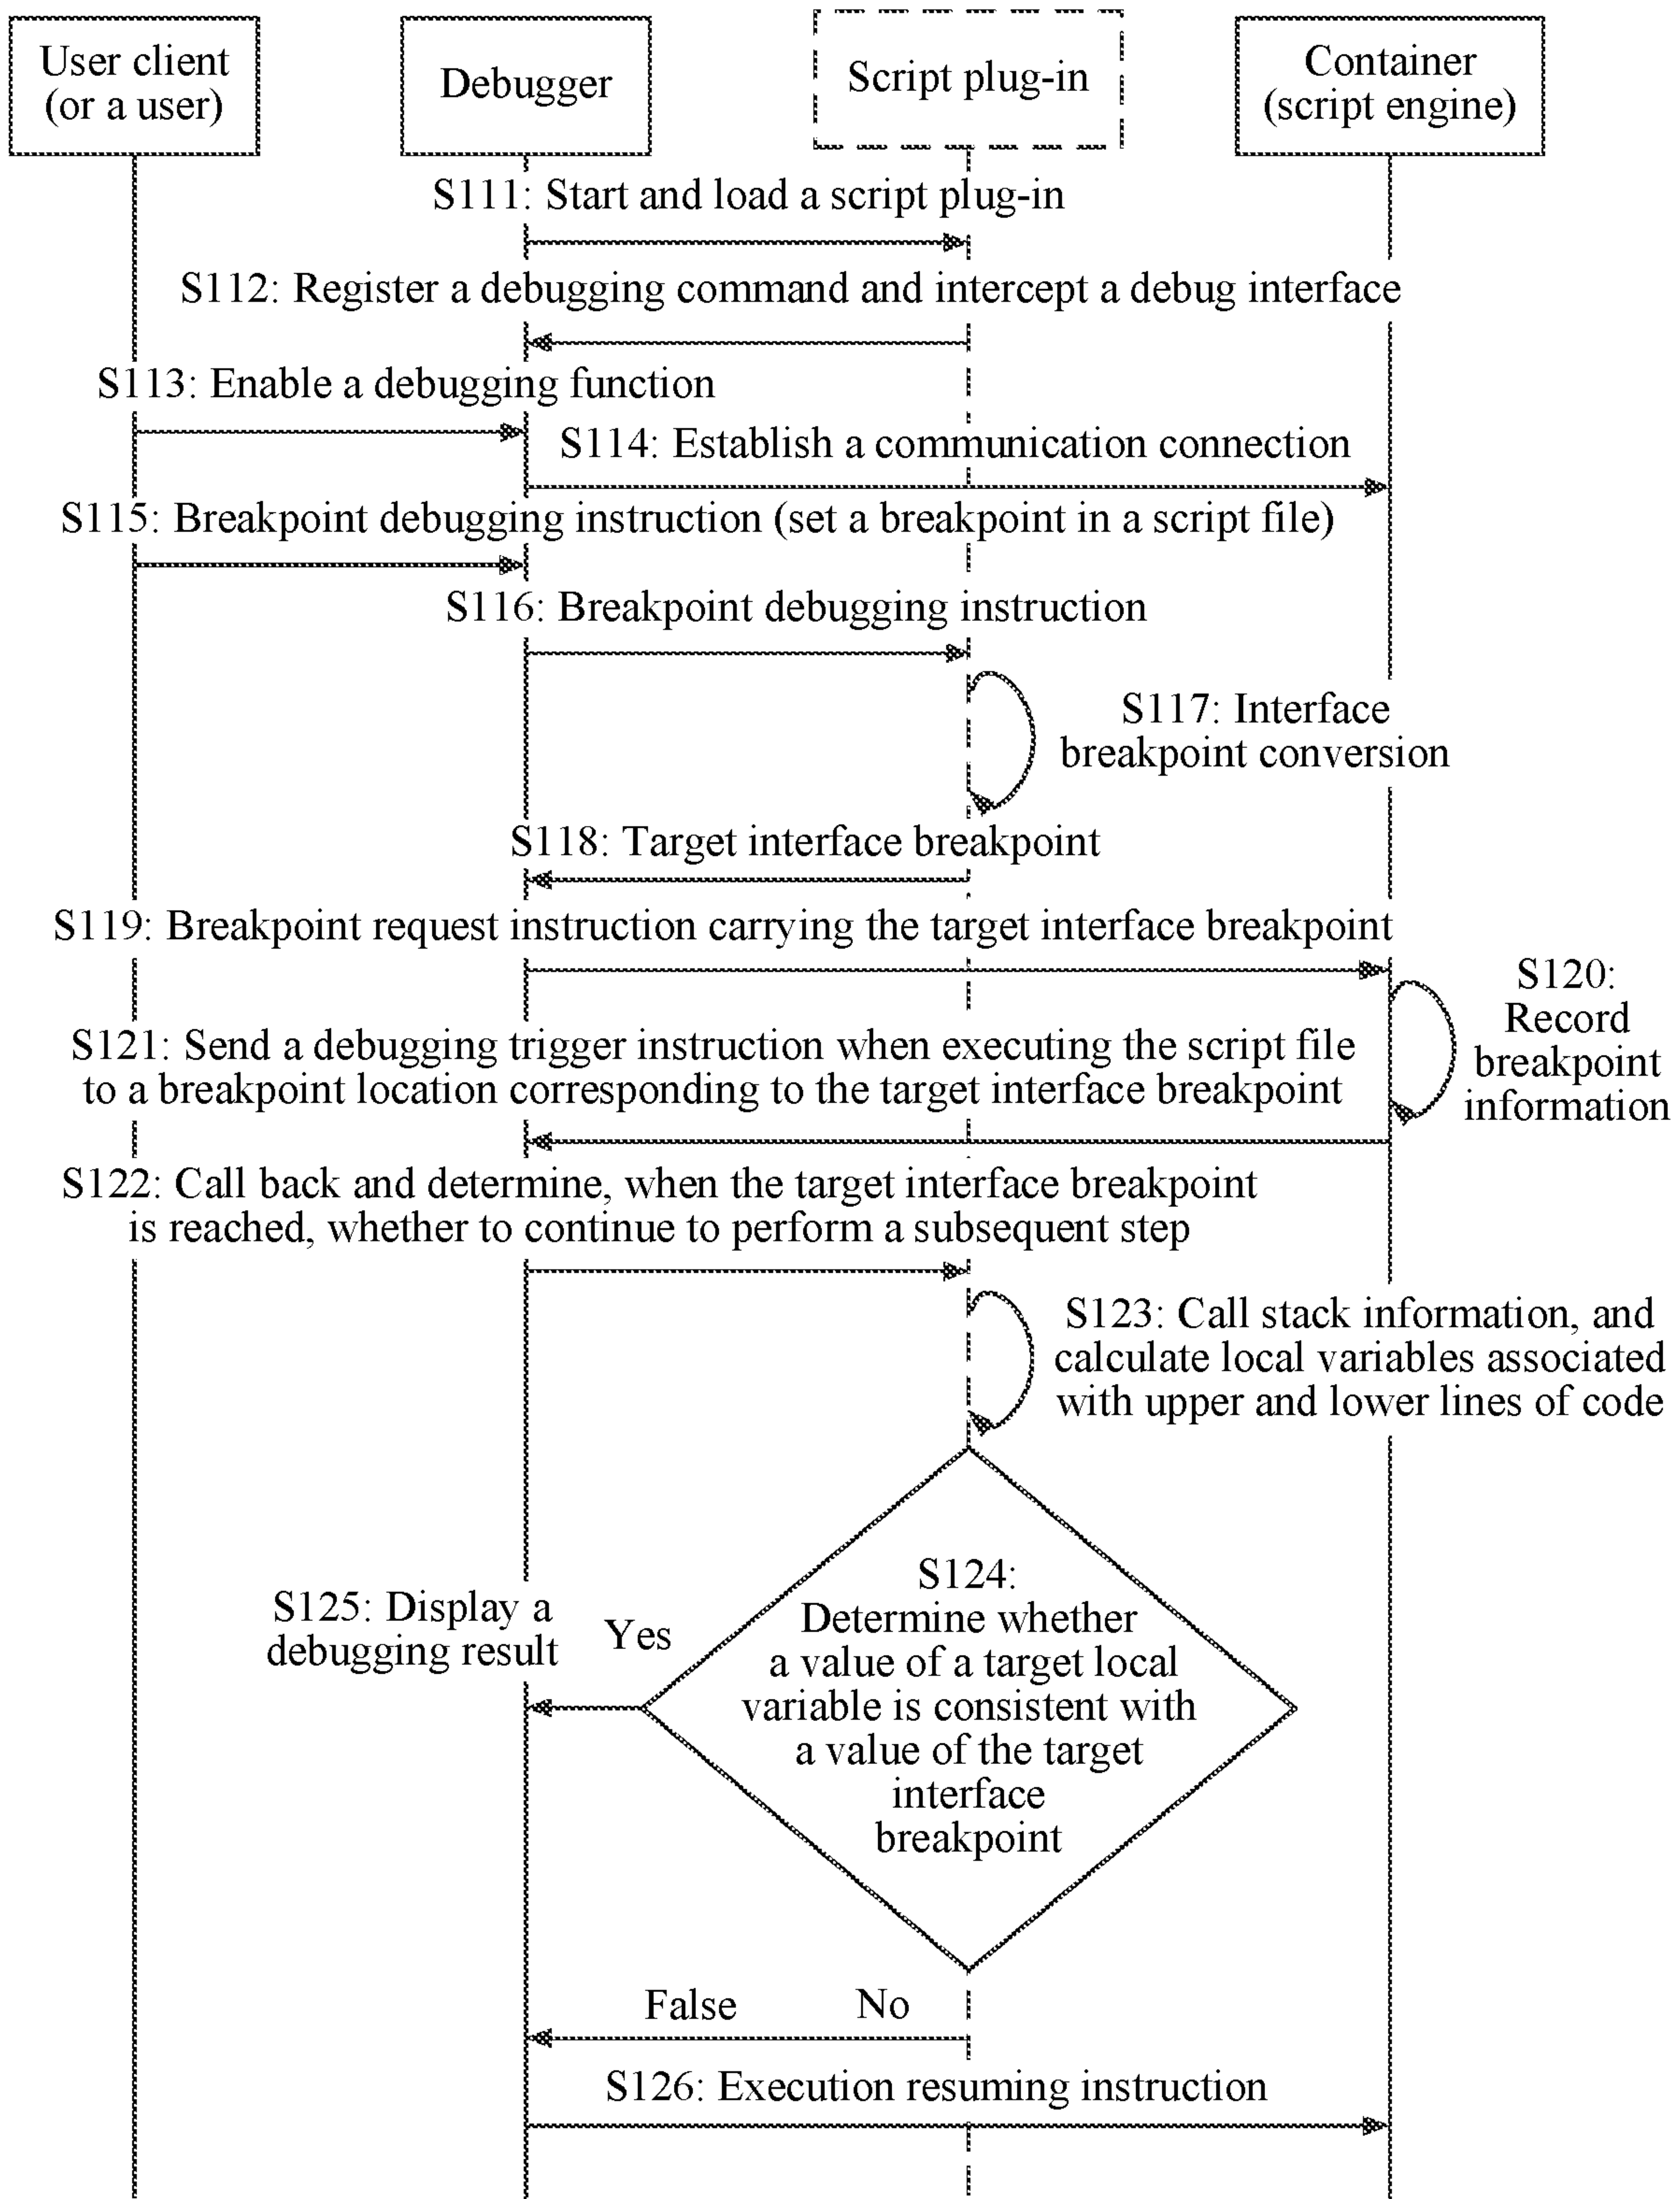 User client
(or a user)
Debugger
Script plug-in
Container
(script engine)
S111: Start and load a script plug-in
S112: Register a debugging command and intercept a debug interface
S113: Enable a debugging function
S114: Establish a communication connection
S115: Breakpoint debugging instruction (set a breakpoint in a script file)
S116: Breakpoint debugging instruction
S117: Interface
breakpoint conversion
S118: Target interface breakpoint
S119: Breakpoint request instruction carrying the target interface breakpoint
S120:
Record
breakpoint
information
S121: Send a debugging trigger instruction when executing the script file
to a breakpoint location corresponding to the target interface breakpoint
S122: Call back and determine, when the target interface breakpoint
is reached, whether to continue to perform a subsequent step
S123: Call stack information, and
calculate local variables associated
with upper and lower lines of code
S124:
Determine whether
a value of a target local
variable is consistent with
a value of the target
interface
breakpoint
S125: Display a
debugging result
Yes
False
No
S126: Execution resuming instruction